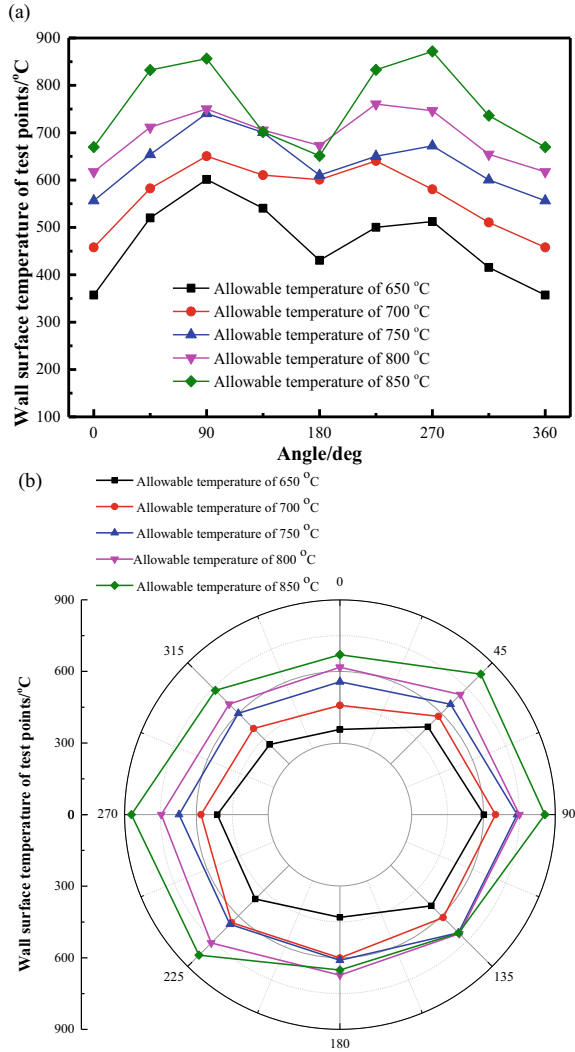 (a)
900
800
700
600
500
400
300
200
100
Wall surface temperature of test points/°C
Allowable temperature of 650 °C
Allowable temperature of 700 °C
Allowable temperature of 750 °C
Allowable temperature of 800 °C
Allowable temperature of 850 °C
0 90 180 270 360
Angle/deg
(b)
Allowable temperature of 650 °C
Allowable temperature of 700 °C
Allowable temperature of 750 °C
Allowable temperature of 800 °C
Allowable temperature of 850 °C
900
600
300
0
300
600
900
Wall surface temperature of test points/°C
0
45
90
135
180
225
270
315